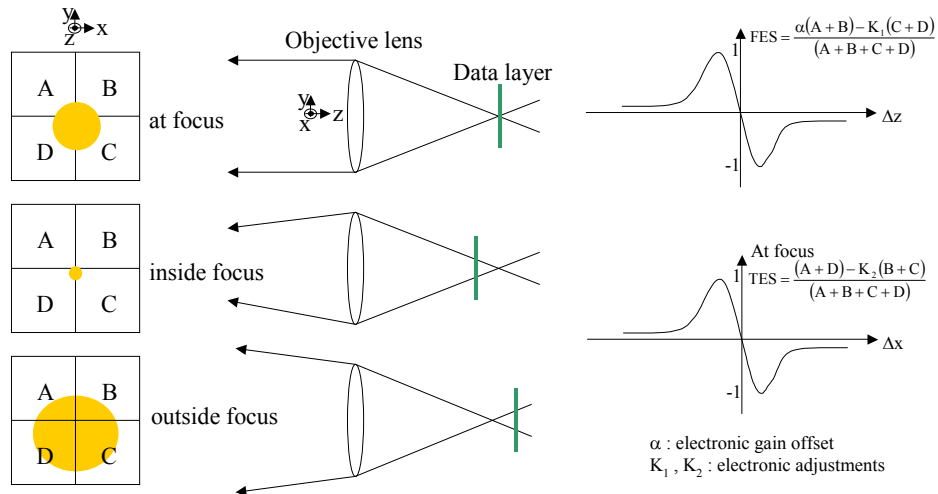 y
x
z
A B
D C
at focus
Objective lens
Data layer
y
x
z
FES = α(A + B) − K₁(C + D) / (A + B + C + D)
1
Δz
-1
A B
D C
inside focus
At focus
TES = (A + D) − K₂(B + C) / (A + B + C + D)
1
Δx
-1
A B
D C
outside focus
α : electronic gain offset
K₁ , K₂ : electronic adjustments